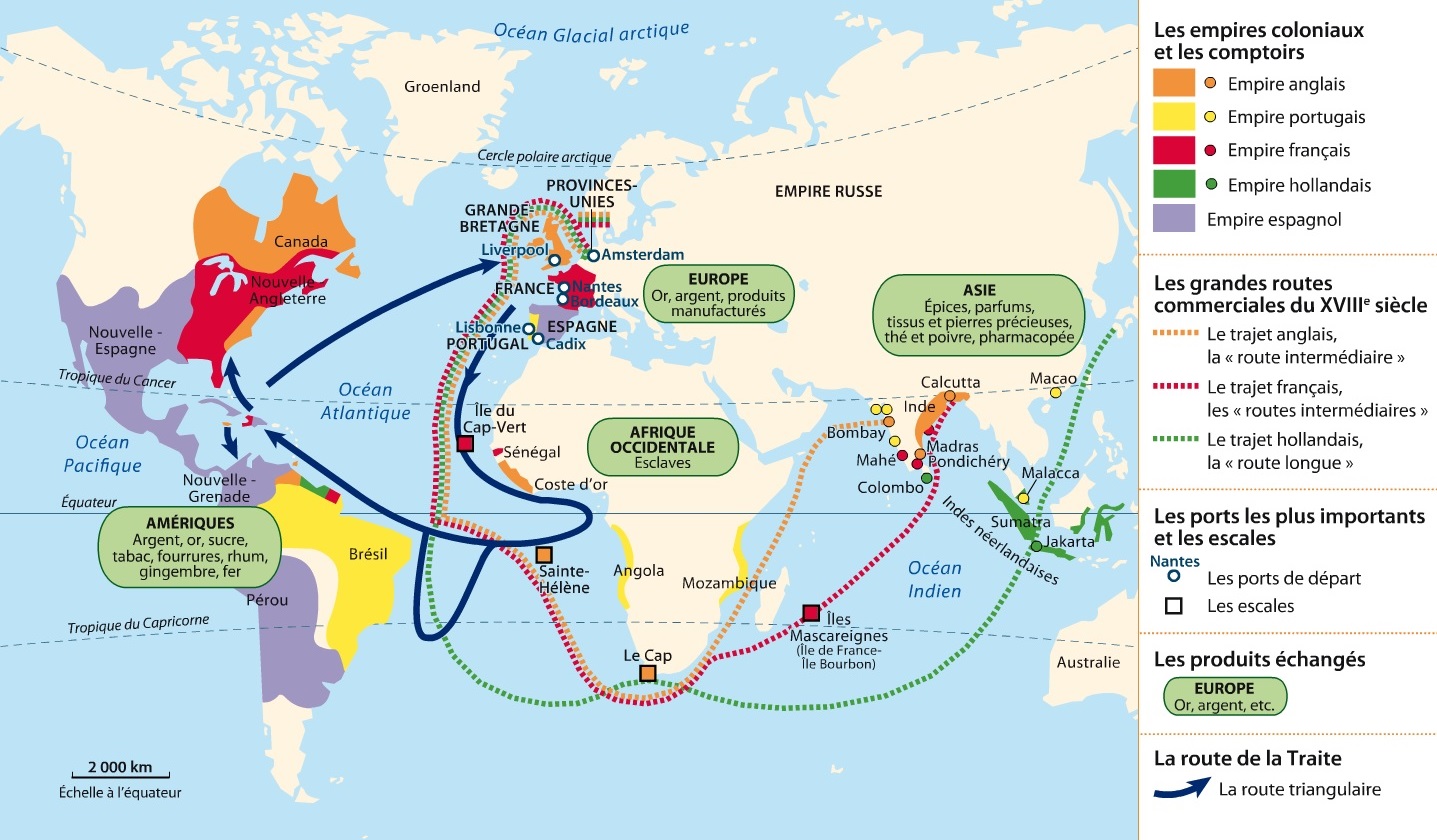 Océan Glacial arctique
Groenland
Cercle polaire arctique
EMPIRE RUSSE
PROVINCES-
UNIES
GRANDE-
BRETAGNE
Liverpool
Amsterdam
Canada
Nouvelle -
Angleterre
FRANCE
Nantes
Bordeaux
EUROPE
Or, argent, produits
manufacturés
ASIE
Épices, parfums,
tissus et pierres précieuses,
thé et poivre, pharmacopée
Nouvelle -
Espagne
Lisbonne
ESPAGNE
PORTUGAL
Cadix
Tropique du Cancer
Océan
Atlantique
Calcutta
Macao
Inde
Île du
Cap-Vert
Bombay
AFRIQUE
OCCIDENTALE
Esclaves
Océan
Pacifique
Sénégal
Madras
Mahé
Pondichéry
Malacca
Nouvelle -
Grenade
Coste d'or
Colombo
Équateur
Indes néerlandaises
Sumatra
Jakarta
AMÉRIQUES
Argent, or, sucre,
tabac, fourrures, rhum,
gingembre, fer
Brésil
Sainte-
Hélène
Angola
Mozambique
Océan
Indien
Pérou
Tropique du Capricorne
Îles
Mascareignes
(Île de France-
Île Bourbon)
Le Cap
Australie
2 000 km
Échelle à l'équateur
Les empires coloniaux
et les comptoirs
Empire anglais
Empire portugais
Empire français
Empire hollandais
Empire espagnol
Les grandes routes
commerciales du XVIIIe siècle
Le trajet anglais,
la « route intermédiaire »
Le trajet français,
les « routes intermédiaires »
Le trajet hollandais,
la « route longue »
Les ports les plus importants
et les escales
Nantes
Les ports de départ
Les escales
Les produits échangés
EUROPE
Or, argent, etc.
La route de la Traite
La route triangulaire